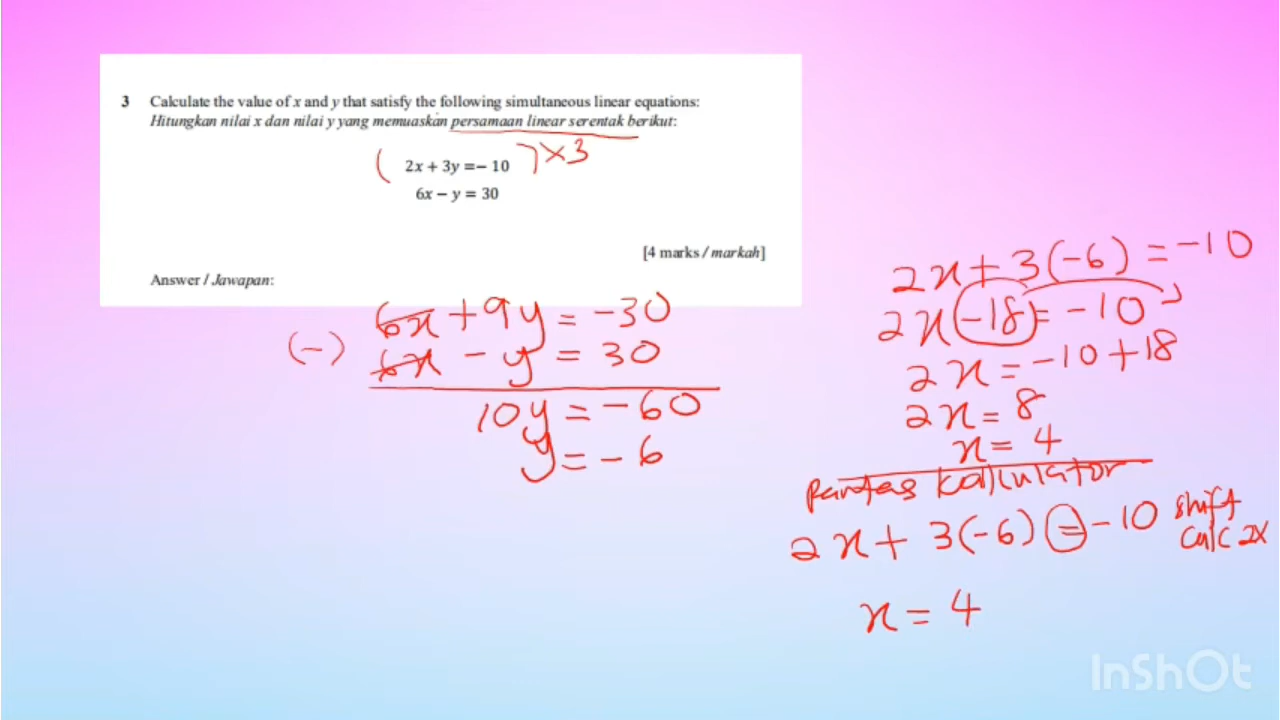 3 Calculate the value of x and y that satisfy the following simultaneous linear equations:
Hitungkan nilai x dan nilai y yang memuaskan persamaan linear serentak berikut:
( 2x + 3y =− 10 ) ×3
6x − y = 30
[4 marks / markah]
Answer / Jawapan:
6x + 9y = -30
(-) 6x - y = 30
10y = -60
y = -6
2x + 3(-6) = -10
2x -18 = -10
2x = -10 + 18
2x = 8
x = 4
pantas kalculator
2x + 3(-6) = -10 shift
calc 2x
x = 4
InShOt